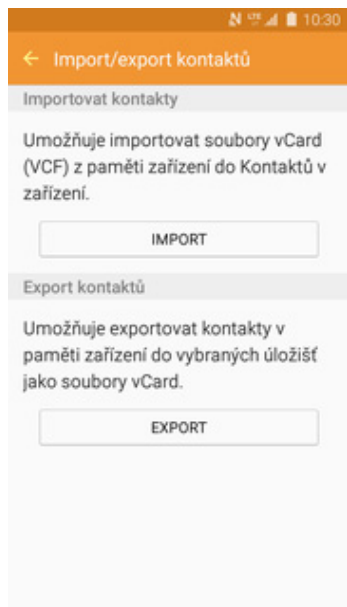 LTE 10:30
Import/export kontaktů
Importovat kontakty
Umožňuje importovat soubory vCard
(VCF) z paměti zařízení do Kontaktů v
zařízení.
IMPORT
Export kontaktů
Umožňuje exportovat kontakty v
paměti zařízení do vybraných úložišť
jako soubory vCard.
EXPORT